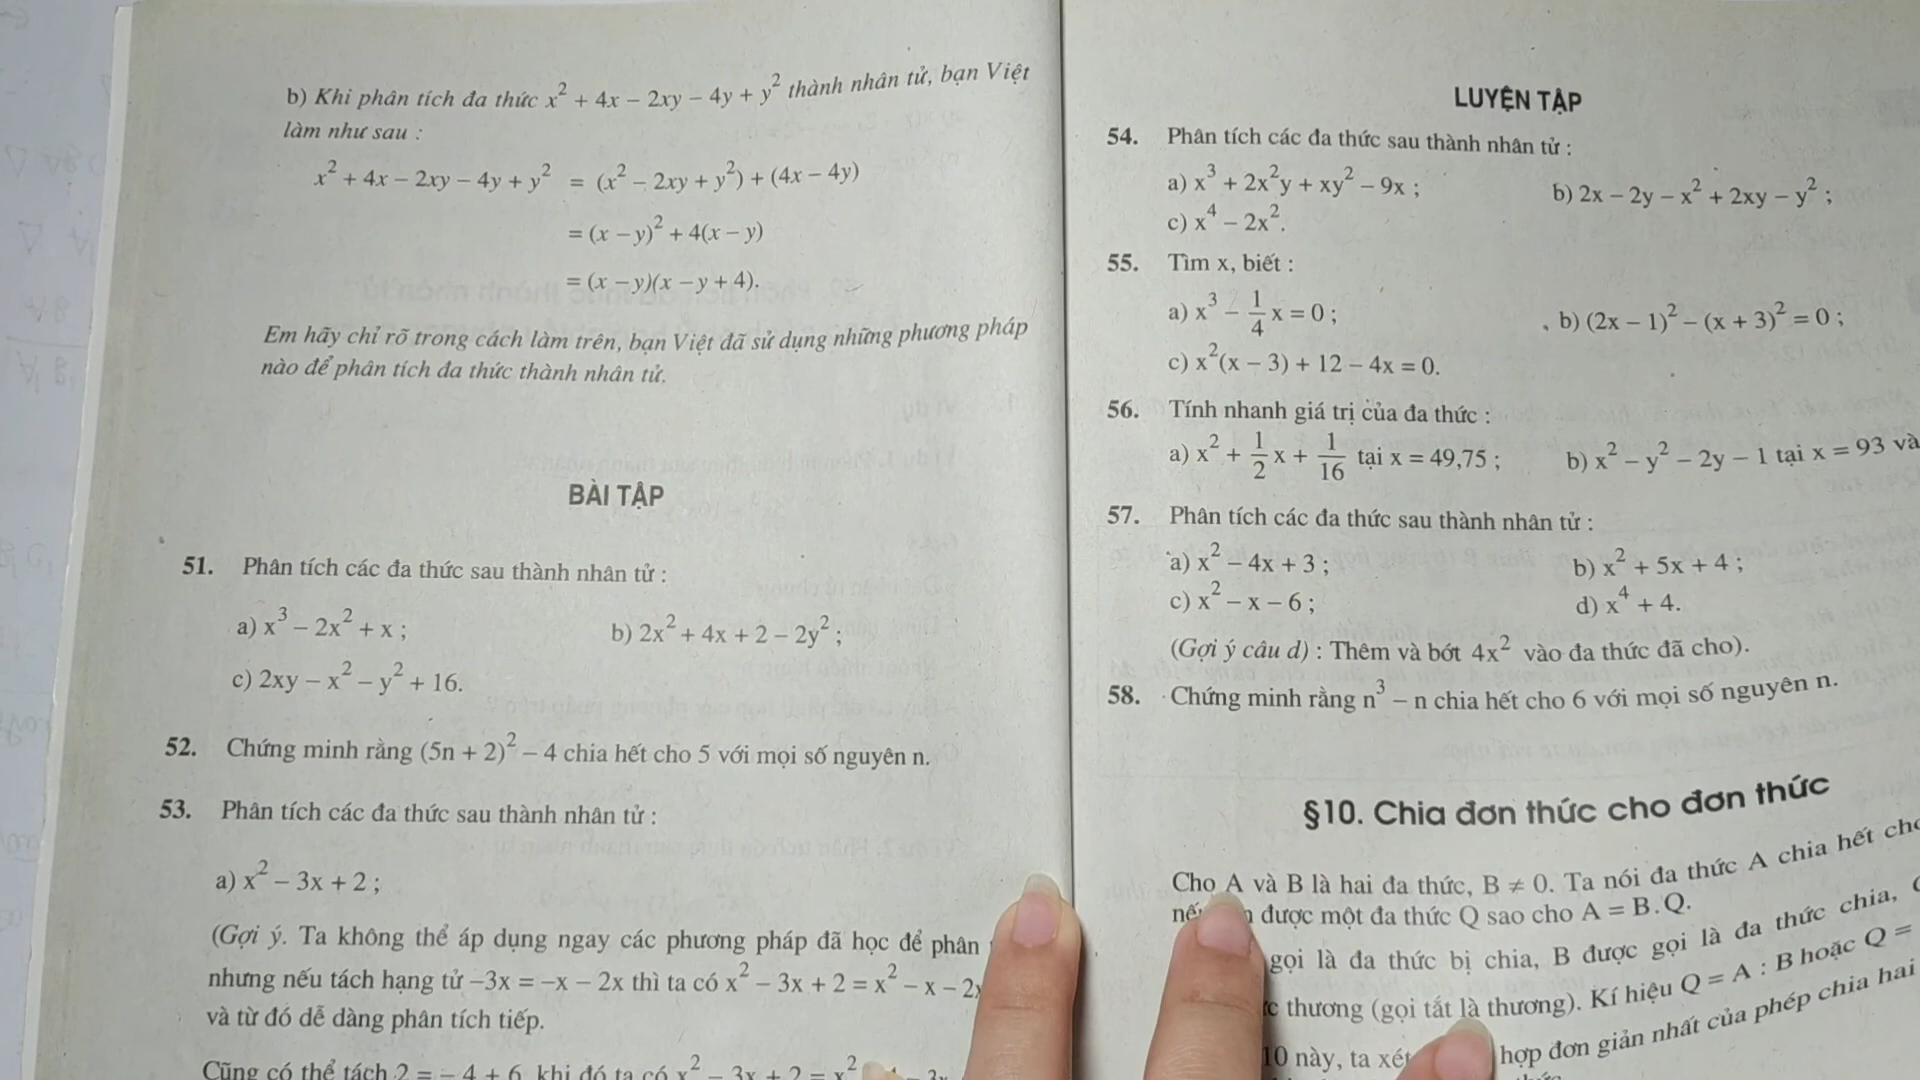 b) Khi phân tích đa thức x² + 4x – 2xy – 4y + y² thành nhân tử, bạn Việt
làm như sau :
x² + 4x – 2xy – 4y + y² = (x² – 2xy + y²) + (4x – 4y)
= (x – y)² + 4(x – y)
= (x – y)(x – y + 4).
Em hãy chỉ rõ trong cách làm trên, bạn Việt đã sử dụng những phương pháp
nào để phân tích đa thức thành nhân tử.
BÀI TẬP
51. Phân tích các đa thức sau thành nhân tử :
a) x³ – 2x² + x ; b) 2x² + 4x + 2 – 2y² ;
c) 2xy – x² – y² + 16.
52. Chứng minh rằng (5n + 2)² – 4 chia hết cho 5 với mọi số nguyên n.
53. Phân tích các đa thức sau thành nhân tử :
a) x² – 3x + 2 ;
(Gợi ý. Ta không thể áp dụng ngay các phương pháp đã học để phân
nhưng nếu tách hạng tử –3x = –x – 2x thì ta có x² – 3x + 2 = x² – x – 2x
và từ đó dễ dàng phân tích tiếp.
Cũng có thể tách 2 = – 4 + 6, khi đó ta có x² – 3x + 2 = x²
LUYỆN TẬP
54. Phân tích các đa thức sau thành nhân tử :
a) x³ + 2x²y + xy² – 9x ; b) 2x – 2y – x² + 2xy – y² ;
c) x⁴ – 2x².
55. Tìm x, biết :
a) x³ – 1/4 x = 0 ; b) (2x – 1)² – (x + 3)² = 0 ;
c) x²(x – 3) + 12 – 4x = 0.
56. Tính nhanh giá trị của đa thức :
a) x² + 1/2 x + 1/16 tại x = 49,75 ; b) x² – y² – 2y – 1 tại x = 93 và
57. Phân tích các đa thức sau thành nhân tử :
a) x² – 4x + 3 ; b) x² + 5x + 4 ;
c) x² – x – 6 ; d) x⁴ + 4.
(Gợi ý câu d) : Thêm và bớt 4x² vào đa thức đã cho).
58. Chứng minh rằng n³ – n chia hết cho 6 với mọi số nguyên n.
§10. Chia đơn thức cho đơn thức
Cho A và B là hai đa thức, B ≠ 0. Ta nói đa thức A chia hết cho
được một đa thức Q sao cho A = B.Q.
gọi là đa thức bị chia, B được gọi là đa thức chia,
thương (gọi tắt là thương). Kí hiệu Q = A : B hoặc Q =
10 này, ta xét hợp đơn giản nhất của phép chia hai